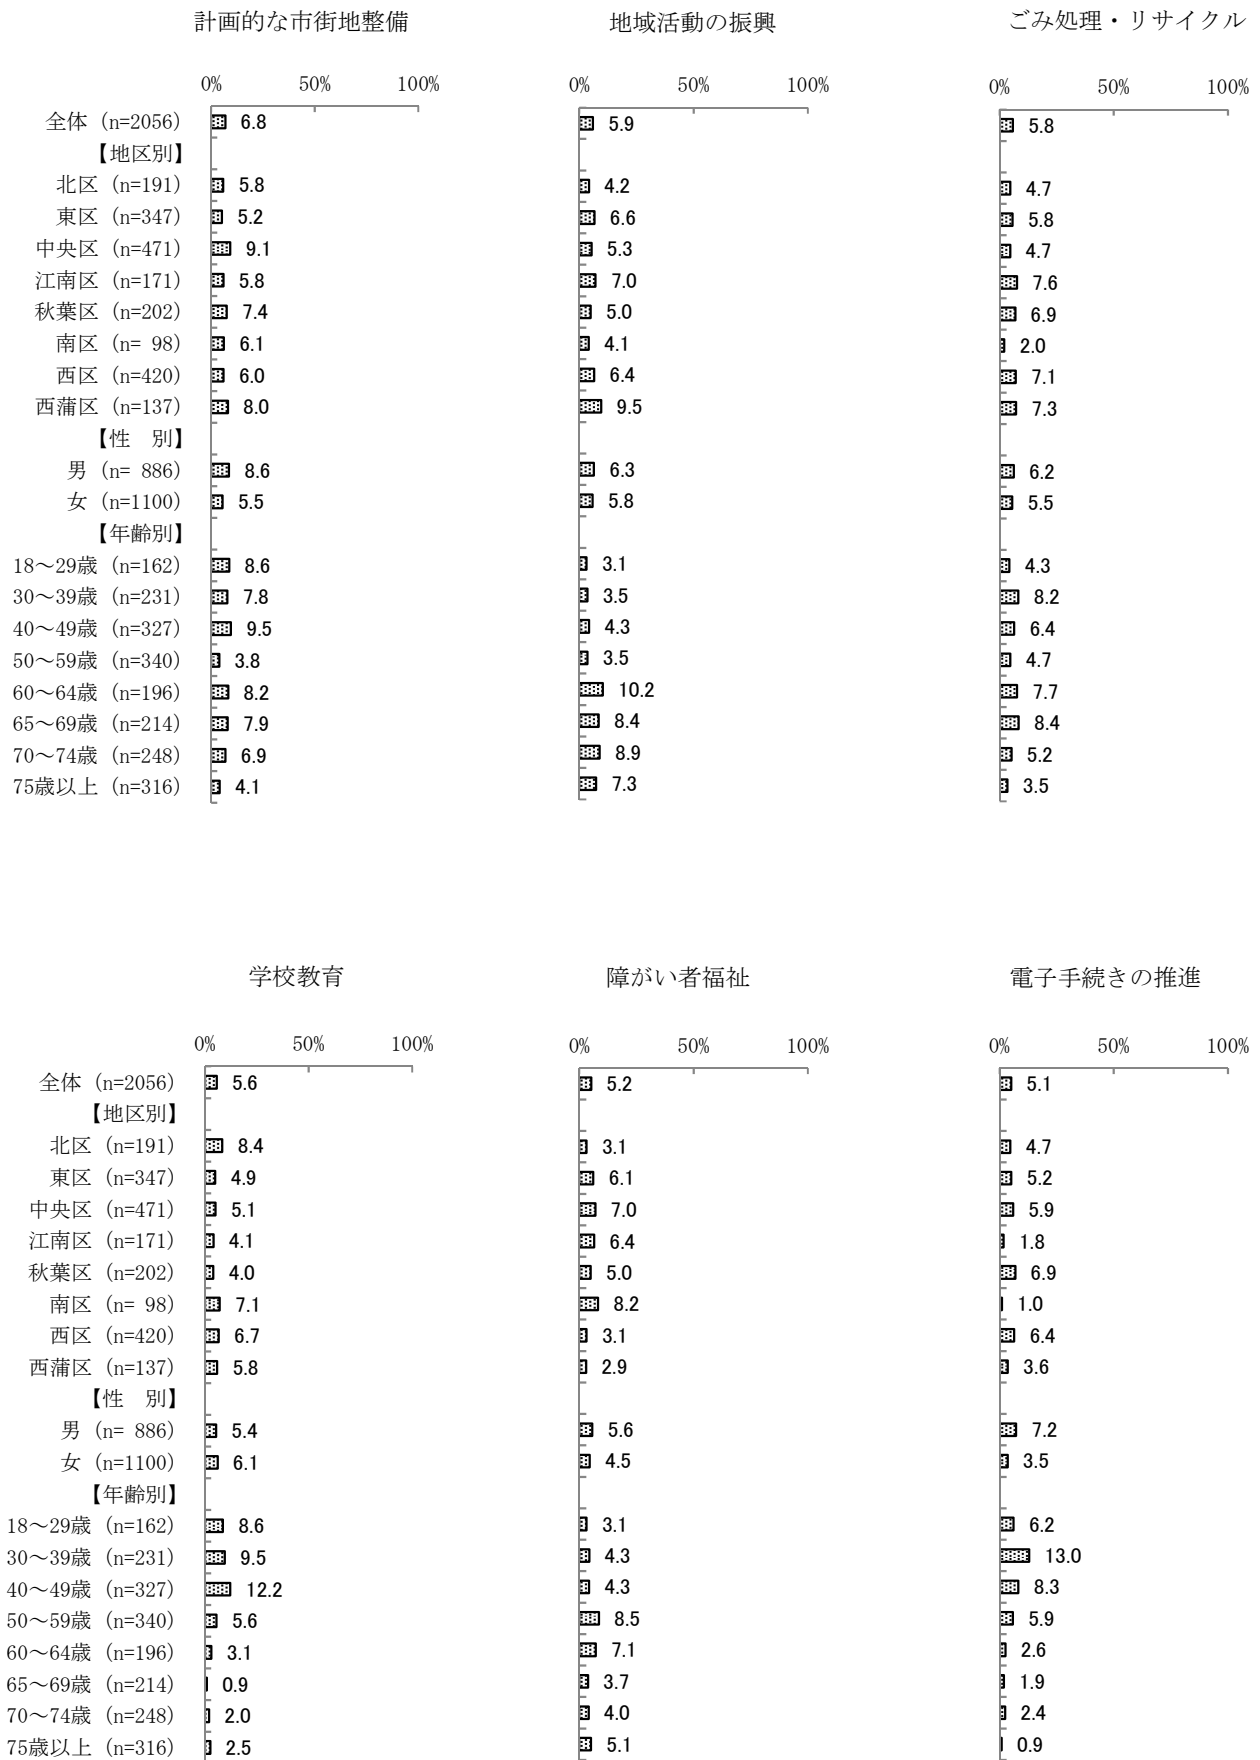 計画的な市街地整備 地域活動の振興 ごみ処理・リサイクル
0% 50% 100% 0% 50% 100% 0% 50% 100%
全体 (n=2056) 6.8 5.9 5.8
【地区別】
北区 (n=191) 5.8 4.2 4.7
東区 (n=347) 5.2 6.6 5.8
中央区 (n=471) 9.1 5.3 4.7
江南区 (n=171) 5.8 7.0 7.6
秋葉区 (n=202) 7.4 5.0 6.9
南区 (n= 98) 6.1 4.1 2.0
西区 (n=420) 6.0 6.4 7.1
西蒲区 (n=137) 8.0 9.5 7.3
【性　別】
男 (n= 886) 8.6 6.3 6.2
女 (n=1100) 5.5 5.8 5.5
【年齢別】
18～29歳 (n=162) 8.6 3.1 4.3
30～39歳 (n=231) 7.8 3.5 8.2
40～49歳 (n=327) 9.5 4.3 6.4
50～59歳 (n=340) 3.8 3.5 4.7
60～64歳 (n=196) 8.2 10.2 7.7
65～69歳 (n=214) 7.9 8.4 8.4
70～74歳 (n=248) 6.9 8.9 5.2
75歳以上 (n=316) 4.1 7.3 3.5
学校教育 障がい者福祉 電子手続きの推進
0% 50% 100% 0% 50% 100% 0% 50% 100%
全体 (n=2056) 5.6 5.2 5.1
【地区別】
北区 (n=191) 8.4 3.1 4.7
東区 (n=347) 4.9 6.1 5.2
中央区 (n=471) 5.1 7.0 5.9
江南区 (n=171) 4.1 6.4 1.8
秋葉区 (n=202) 4.0 5.0 6.9
南区 (n= 98) 7.1 8.2 1.0
西区 (n=420) 6.7 3.1 6.4
西蒲区 (n=137) 5.8 2.9 3.6
【性　別】
男 (n= 886) 5.4 5.6 7.2
女 (n=1100) 6.1 4.5 3.5
【年齢別】
18～29歳 (n=162) 8.6 3.1 6.2
30～39歳 (n=231) 9.5 4.3 13.0
40～49歳 (n=327) 12.2 4.3 8.3
50～59歳 (n=340) 5.6 8.5 5.9
60～64歳 (n=196) 3.1 7.1 2.6
65～69歳 (n=214) 0.9 3.7 1.9
70～74歳 (n=248) 2.0 4.0 2.4
75歳以上 (n=316) 2.5 5.1 0.9